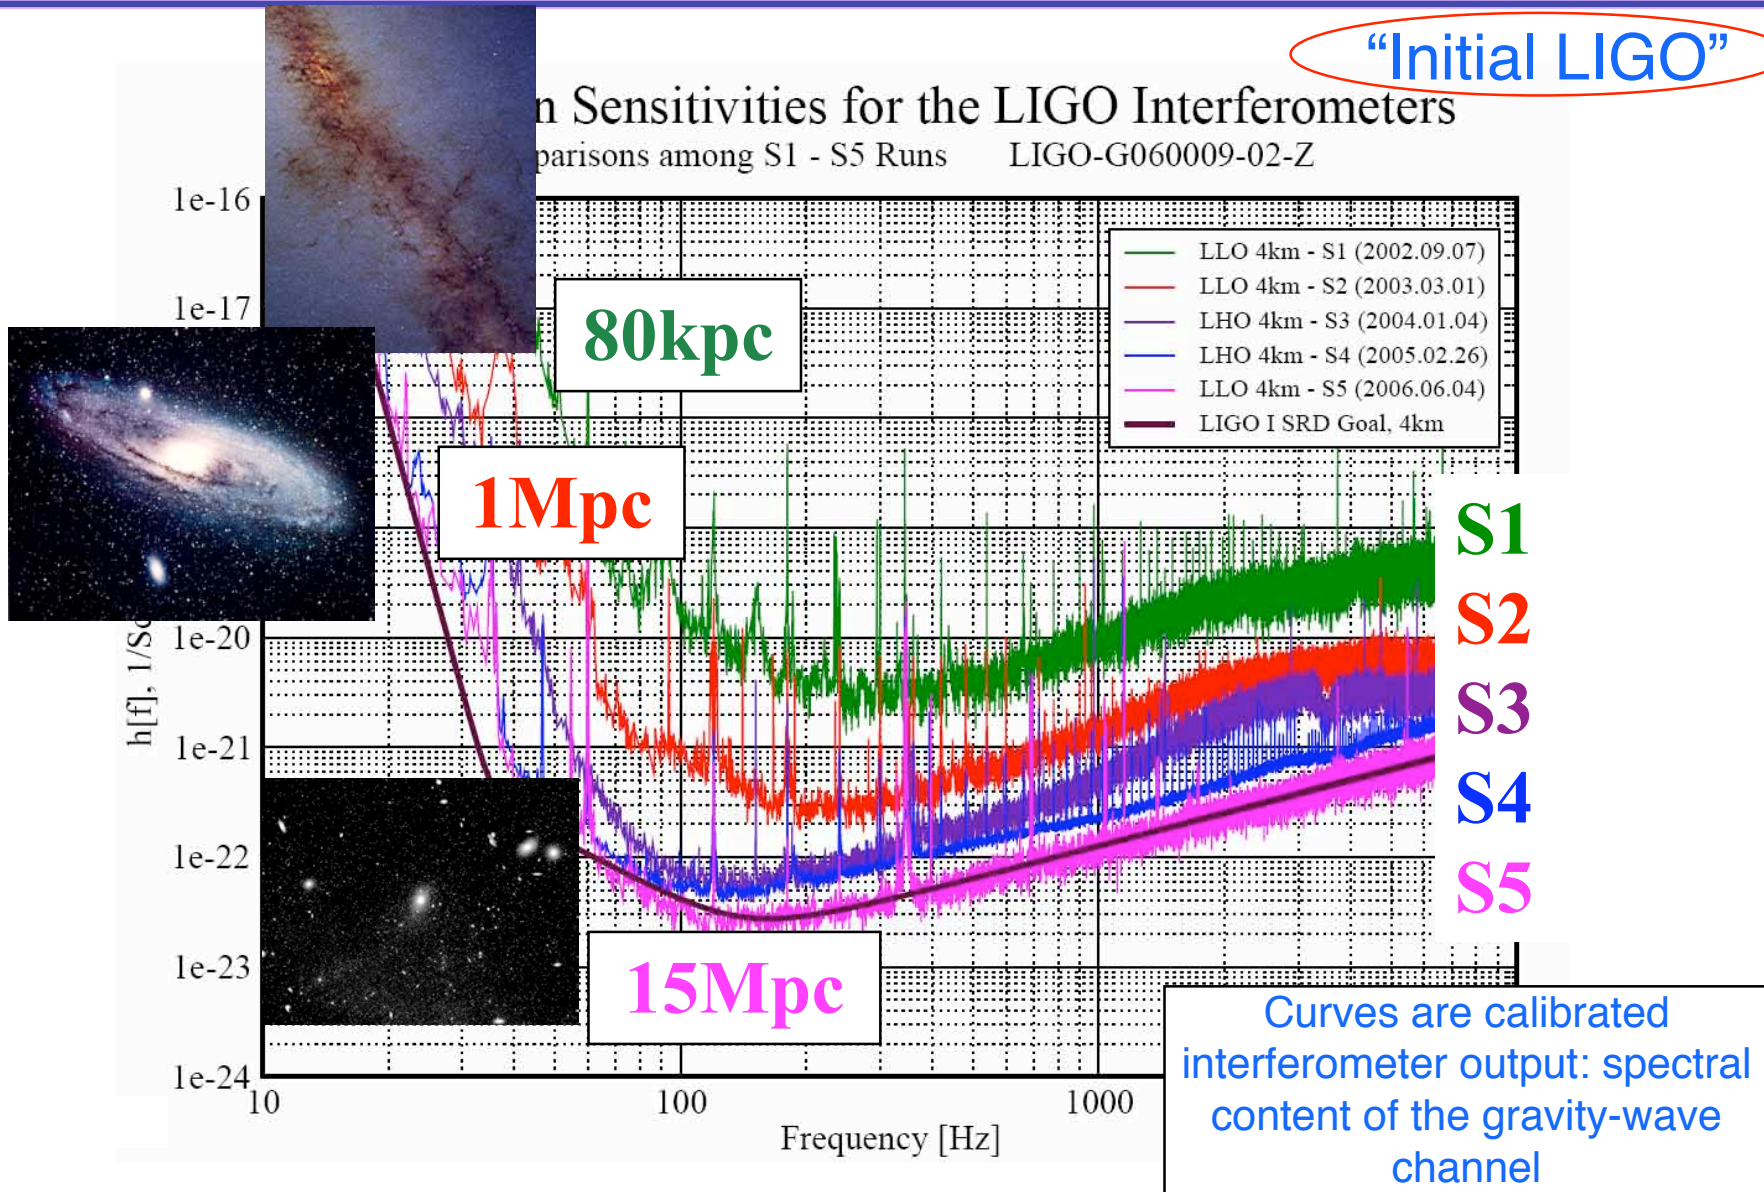 “Initial LIGO”
n Sensitivities for the LIGO Interferometers
parisons among S1 - S5 Runs LIGO-G060009-02-Z
1e-16
1e-17
1e-20
1e-21
1e-22
1e-23
1e-24
h[f], 1/S
80kpc
1Mpc
15Mpc
LLO 4km - S1 (2002.09.07)
LLO 4km - S2 (2003.03.01)
LHO 4km - S3 (2004.01.04)
LHO 4km - S4 (2005.02.26)
LLO 4km - S5 (2006.06.04)
LIGO I SRD Goal, 4km
S1
S2
S3
S4
S5
10
100
1000
Frequency [Hz]
Curves are calibrated
interferometer output: spectral
content of the gravity-wave
channel